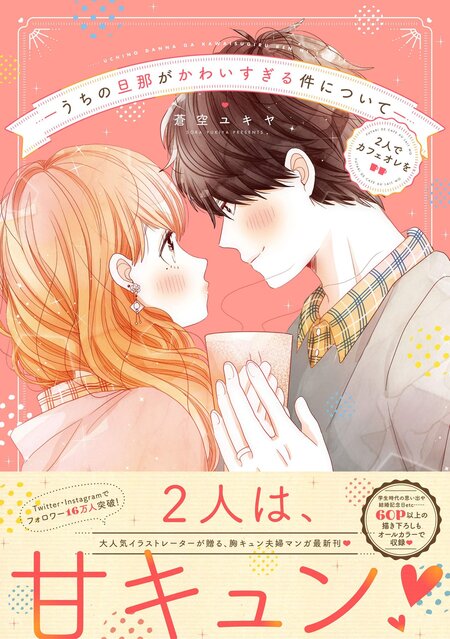 UCHINO DANNA GA KAWAISUGIRU KEN NI
―うちの旦那がかわいすぎる件について―
蒼空ユキヤ
SORA YUKIYA PRESENTS
2人で
カフェオレを
Twitter・Instagramで
フォロワー16万人突破!
2人は、
大人気イラストレーターが贈る、胸キュン夫婦マンガ最新刊♥
甘キュン♥
学生時代の思い出や
結婚記念日etc……
60P以上の
描き下ろしも
オールカラーで
収録♥